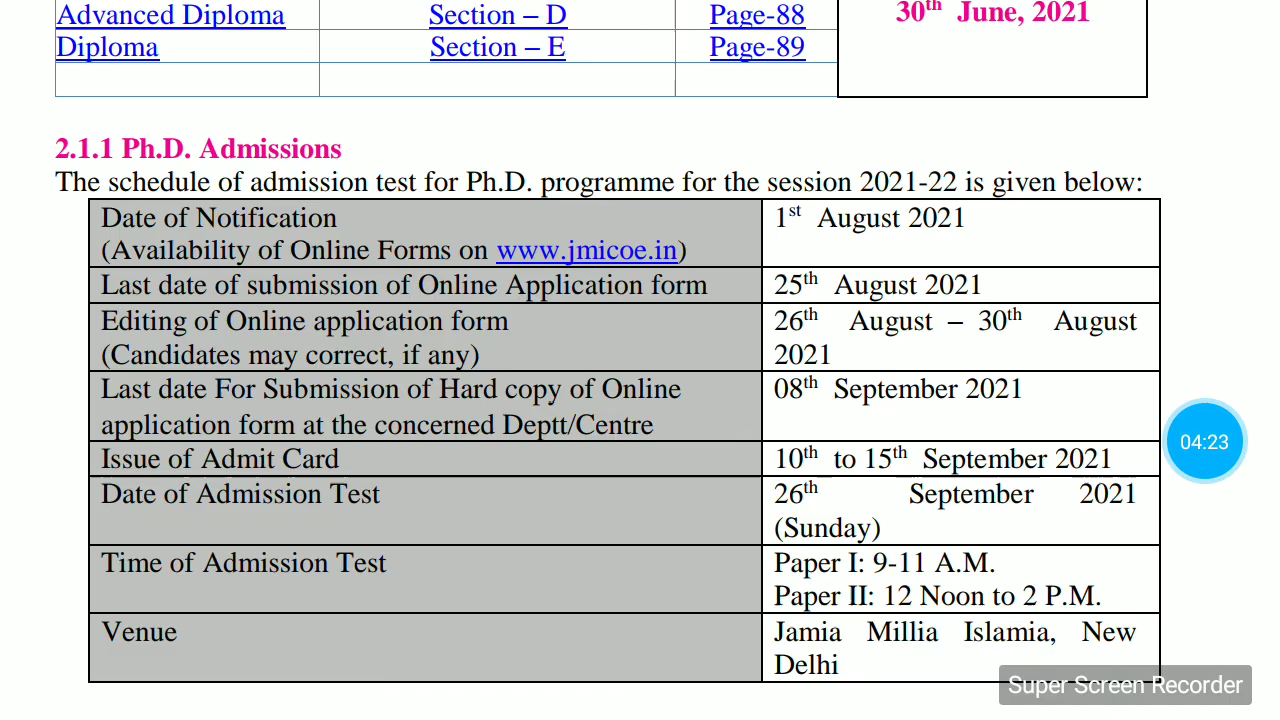 Advanced Diploma Section – D Page-88 30th June, 2021
Diploma Section – E Page-89
2.1.1 Ph.D. Admissions
The schedule of admission test for Ph.D. programme for the session 2021-22 is given below:
Date of Notification 1st August 2021
(Availability of Online Forms on www.jmicoe.in)
Last date of submission of Online Application form 25th August 2021
Editing of Online application form 26th August – 30th August
(Candidates may correct, if any) 2021
Last date For Submission of Hard copy of Online 08th September 2021
application form at the concerned Deptt/Centre
Issue of Admit Card 10th to 15th September 2021
Date of Admission Test 26th September 2021
(Sunday)
Time of Admission Test Paper I: 9-11 A.M.
Paper II: 12 Noon to 2 P.M.
Venue Jamia Millia Islamia, New
Delhi
04:23
Super Screen Recorder